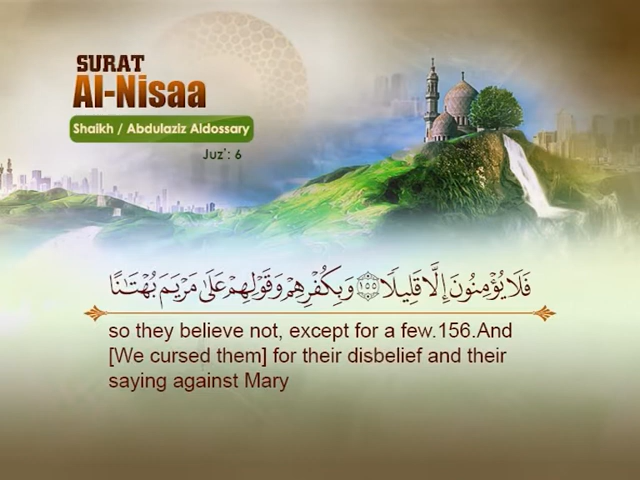 SURAT
Al-Nisaa
Shaikh / Abdulaziz Aldossary
Juz': 6
فَلَا يُؤْمِنُونَ إِلَّا قَلِيلًا ۝١٥٥ وَبِكُفْرِهِمْ وَقَوْلِهِمْ عَلَىٰ مَرْيَمَ بُهْتَـٰنًا
so they believe not, except for a few.156.And
[We cursed them] for their disbelief and their
saying against Mary